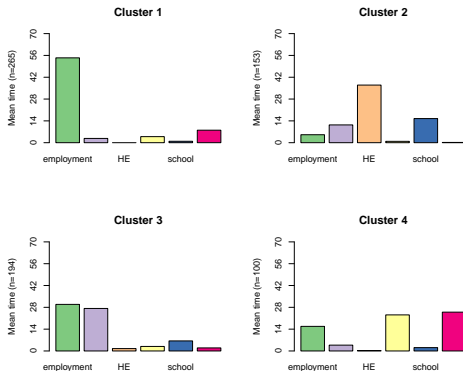 Cluster 1
Mean time (n=265)
70
56
42
28
14
0
employment HE school
Cluster 2
Mean time (n=153)
70
56
42
28
14
0
employment HE school
Cluster 3
Mean time (n=194)
70
56
42
28
14
0
employment HE school
Cluster 4
Mean time (n=100)
70
56
42
28
14
0
employment HE school